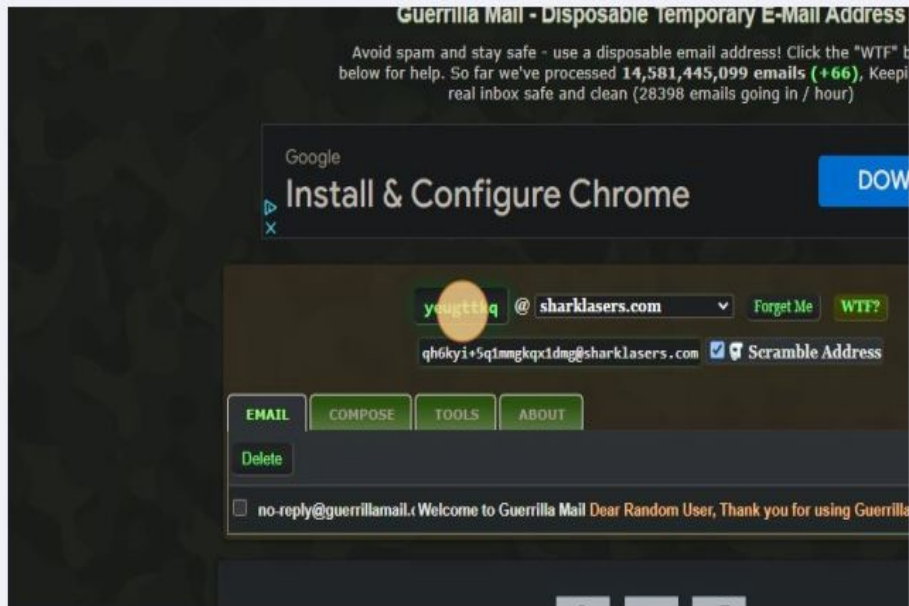 Guerrilla Mail - Disposable Temporary E-Mail Address
Avoid spam and stay safe - use a disposable email address! Click the "WTF" b
below for help. So far we've processed 14,581,445,099 emails (+66), Keepi
real inbox safe and clean (28398 emails going in / hour)
Google
Install & Configure Chrome
DOW
@ sharklasers.com Forget Me WTF?
qh6kyi+5q1mmgkqx1dmg@sharklasers.com Scramble Address
EMAIL COMPOSE TOOLS ABOUT
Delete
no-reply@guerrillamail.c Welcome to Guerrilla Mail Dear Random User, Thank you for using Guerrilla